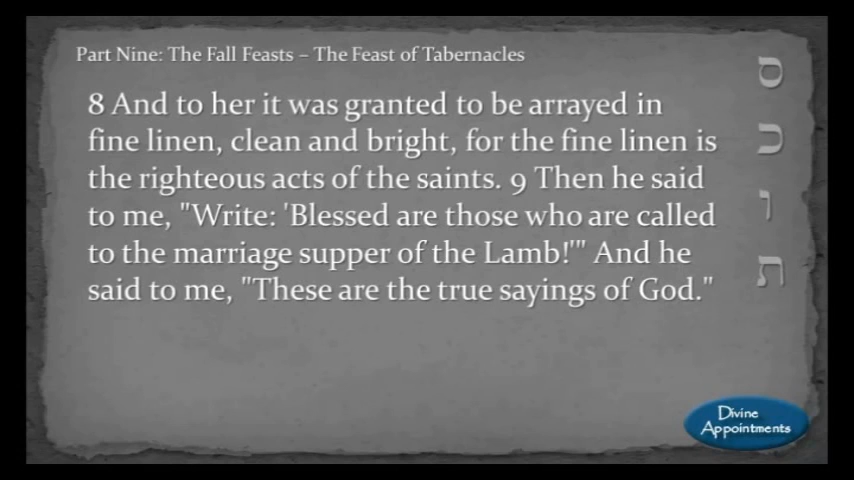 Part Nine: The Fall Feasts – The Feast of Tabernacles
8 And to her it was granted to be arrayed in
fine linen, clean and bright, for the fine linen is
the righteous acts of the saints. 9 Then he said
to me, "Write: 'Blessed are those who are called
to the marriage supper of the Lamb!'" And he
said to me, "These are the true sayings of God."
ס
כ
י
ת
Divine
Appointments